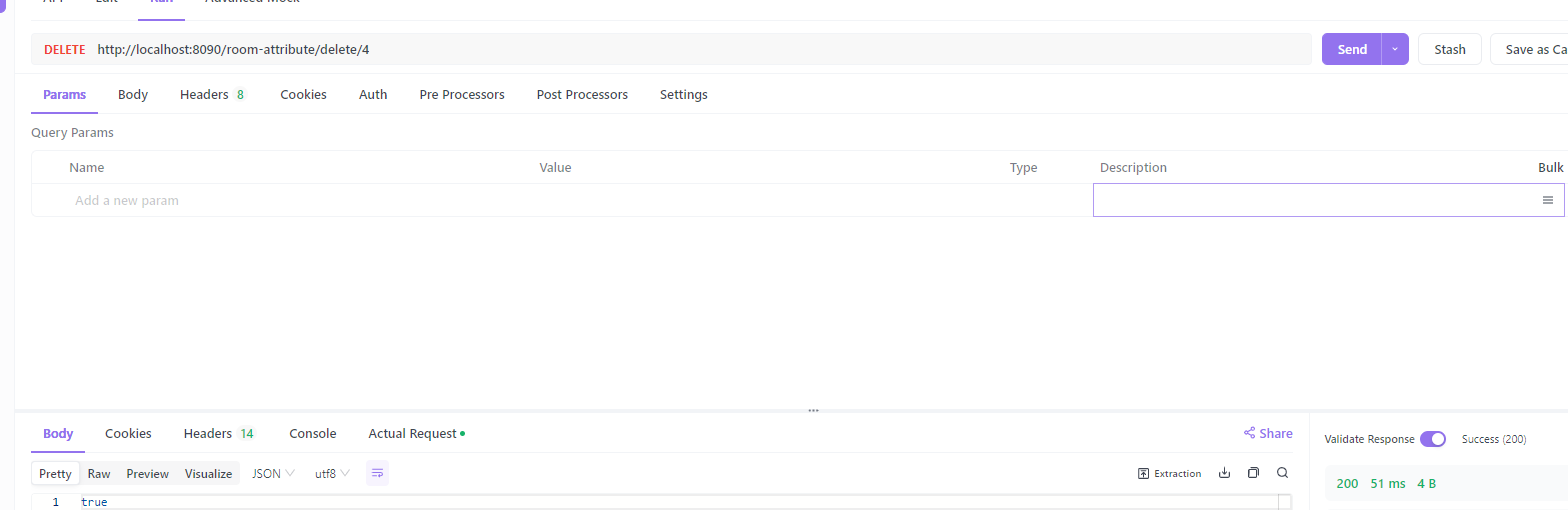 API Edit Run Advanced Mock
DELETE http://localhost:8090/room-attribute/delete/4 Send Stash Save as Ca
Params Body Headers 8 Cookies Auth Pre Processors Post Processors Settings
Query Params
Name Value Type Description Bulk
Add a new param
Body Cookies Headers 14 Console Actual Request Share
Validate Response Success (200)
Pretty Raw Preview Visualize JSON utf8 Extraction
200 51 ms 4 B
1 true